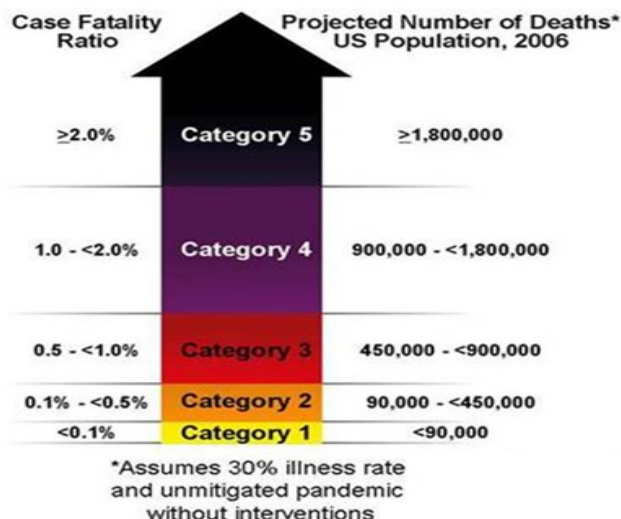 Case Fatality
Ratio
Projected Number of Deaths*
US Population, 2006
≥2.0%
Category 5
≥1,800,000
1.0 - <2.0%
Category 4
900,000 - <1,800,000
0.5 - <1.0%
Category 3
450,000 - <900,000
0.1% - <0.5%
Category 2
90,000 - <450,000
<0.1%
Category 1
<90,000
*Assumes 30% illness rate
and unmitigated pandemic
without interventions